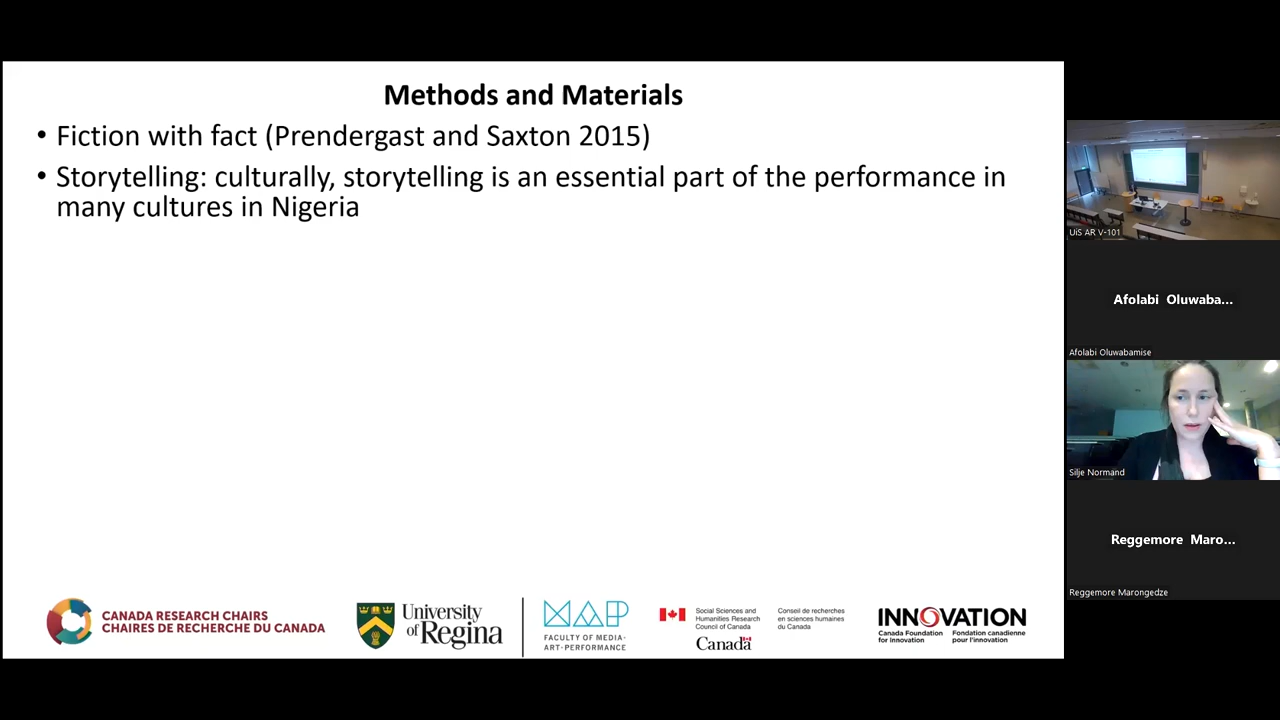 Methods and Materials
• Fiction with fact (Prendergast and Saxton 2015)
• Storytelling: culturally, storytelling is an essential part of the performance in
many cultures in Nigeria
CANADA RESEARCH CHAIRS
CHAIRES DE RECHERCHE DU CANADA
University
of Regina
MAP
FACULTY OF MEDIA·
ART·PERFORMANCE
Social Sciences and
Humanities Research
Council of Canada
Conseil de recherches
en sciences humaines
du Canada
Canada
INNOVATION
Canada Foundation
for Innovation
Fondation canadienne
pour l'innovation
UiS AR V-101
Afolabi Oluwaba...
Afolabi Oluwabamise
Silje Normand
Reggemore Maro...
Reggemore Marongedze